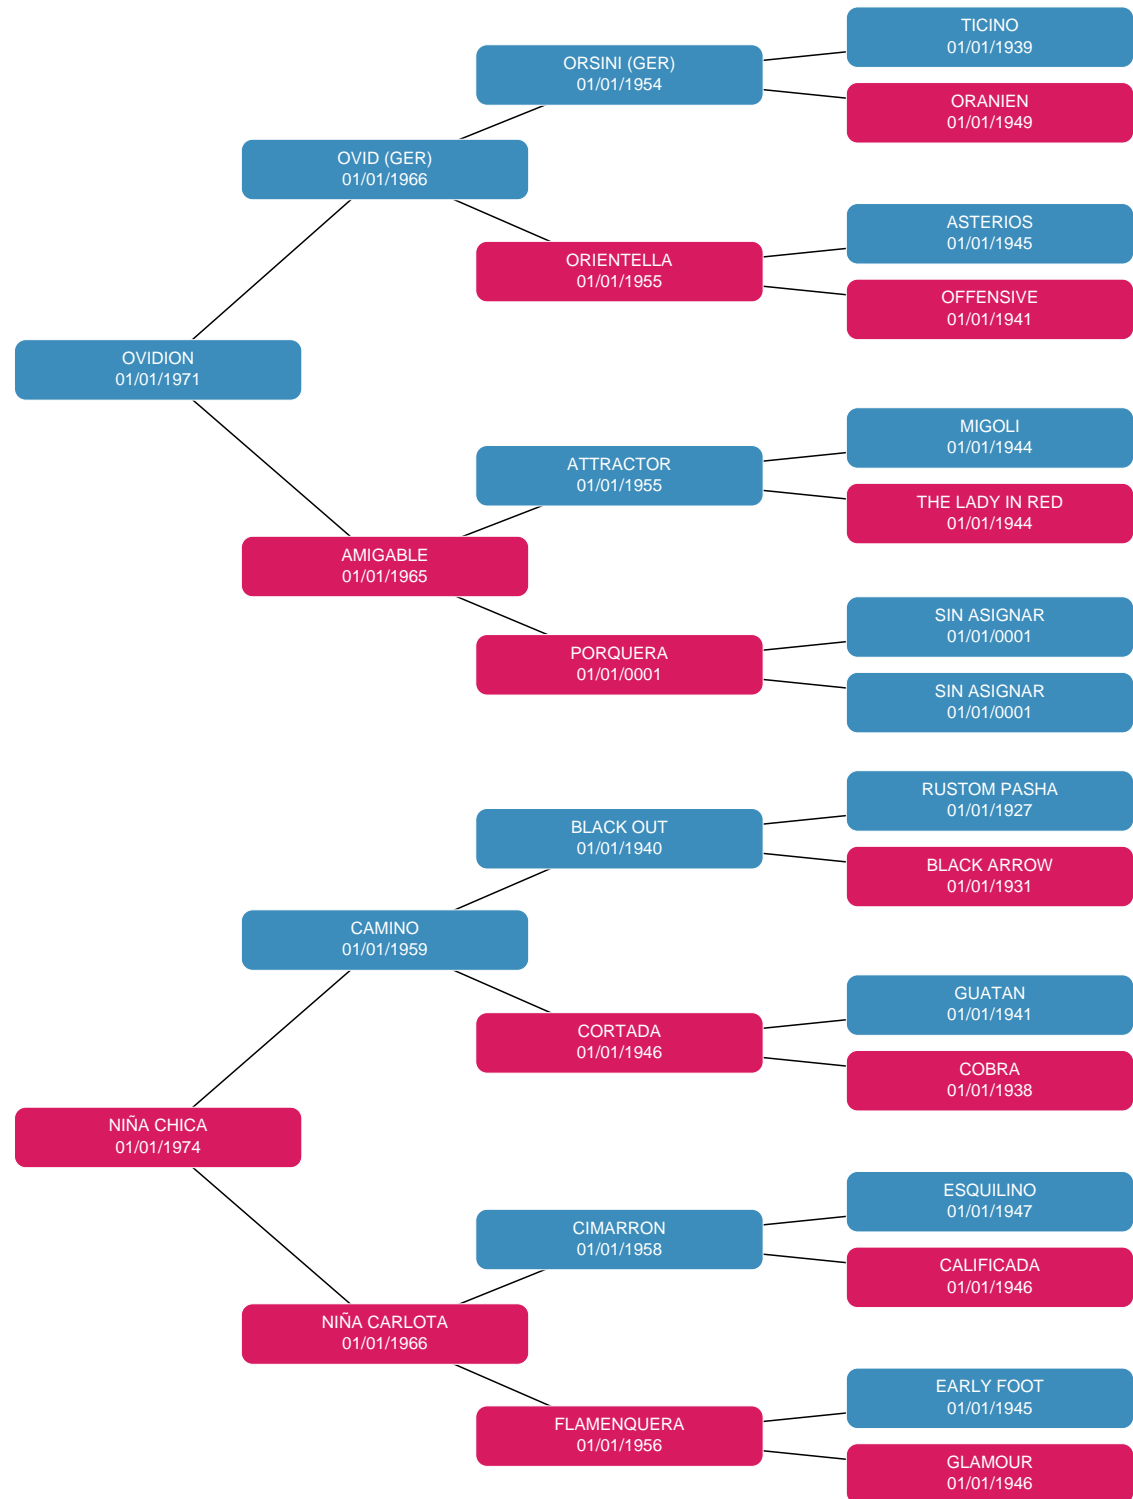 TICINO
01/01/1939
ORSINI (GER)
01/01/1954
ORANIEN
01/01/1949
OVID (GER)
01/01/1966
ASTERIOS
01/01/1945
ORIENTELLA
01/01/1955
OFFENSIVE
01/01/1941
OVIDION
01/01/1971
MIGOLI
01/01/1944
ATTRACTOR
01/01/1955
THE LADY IN RED
01/01/1944
AMIGABLE
01/01/1965
SIN ASIGNAR
01/01/0001
PORQUERA
01/01/0001
SIN ASIGNAR
01/01/0001
RUSTOM PASHA
01/01/1927
BLACK OUT
01/01/1940
BLACK ARROW
01/01/1931
CAMINO
01/01/1959
GUATAN
01/01/1941
CORTADA
01/01/1946
COBRA
01/01/1938
NIÑA CHICA
01/01/1974
ESQUILINO
01/01/1947
CIMARRON
01/01/1958
CALIFICADA
01/01/1946
NIÑA CARLOTA
01/01/1966
EARLY FOOT
01/01/1945
FLAMENQUERA
01/01/1956
GLAMOUR
01/01/1946